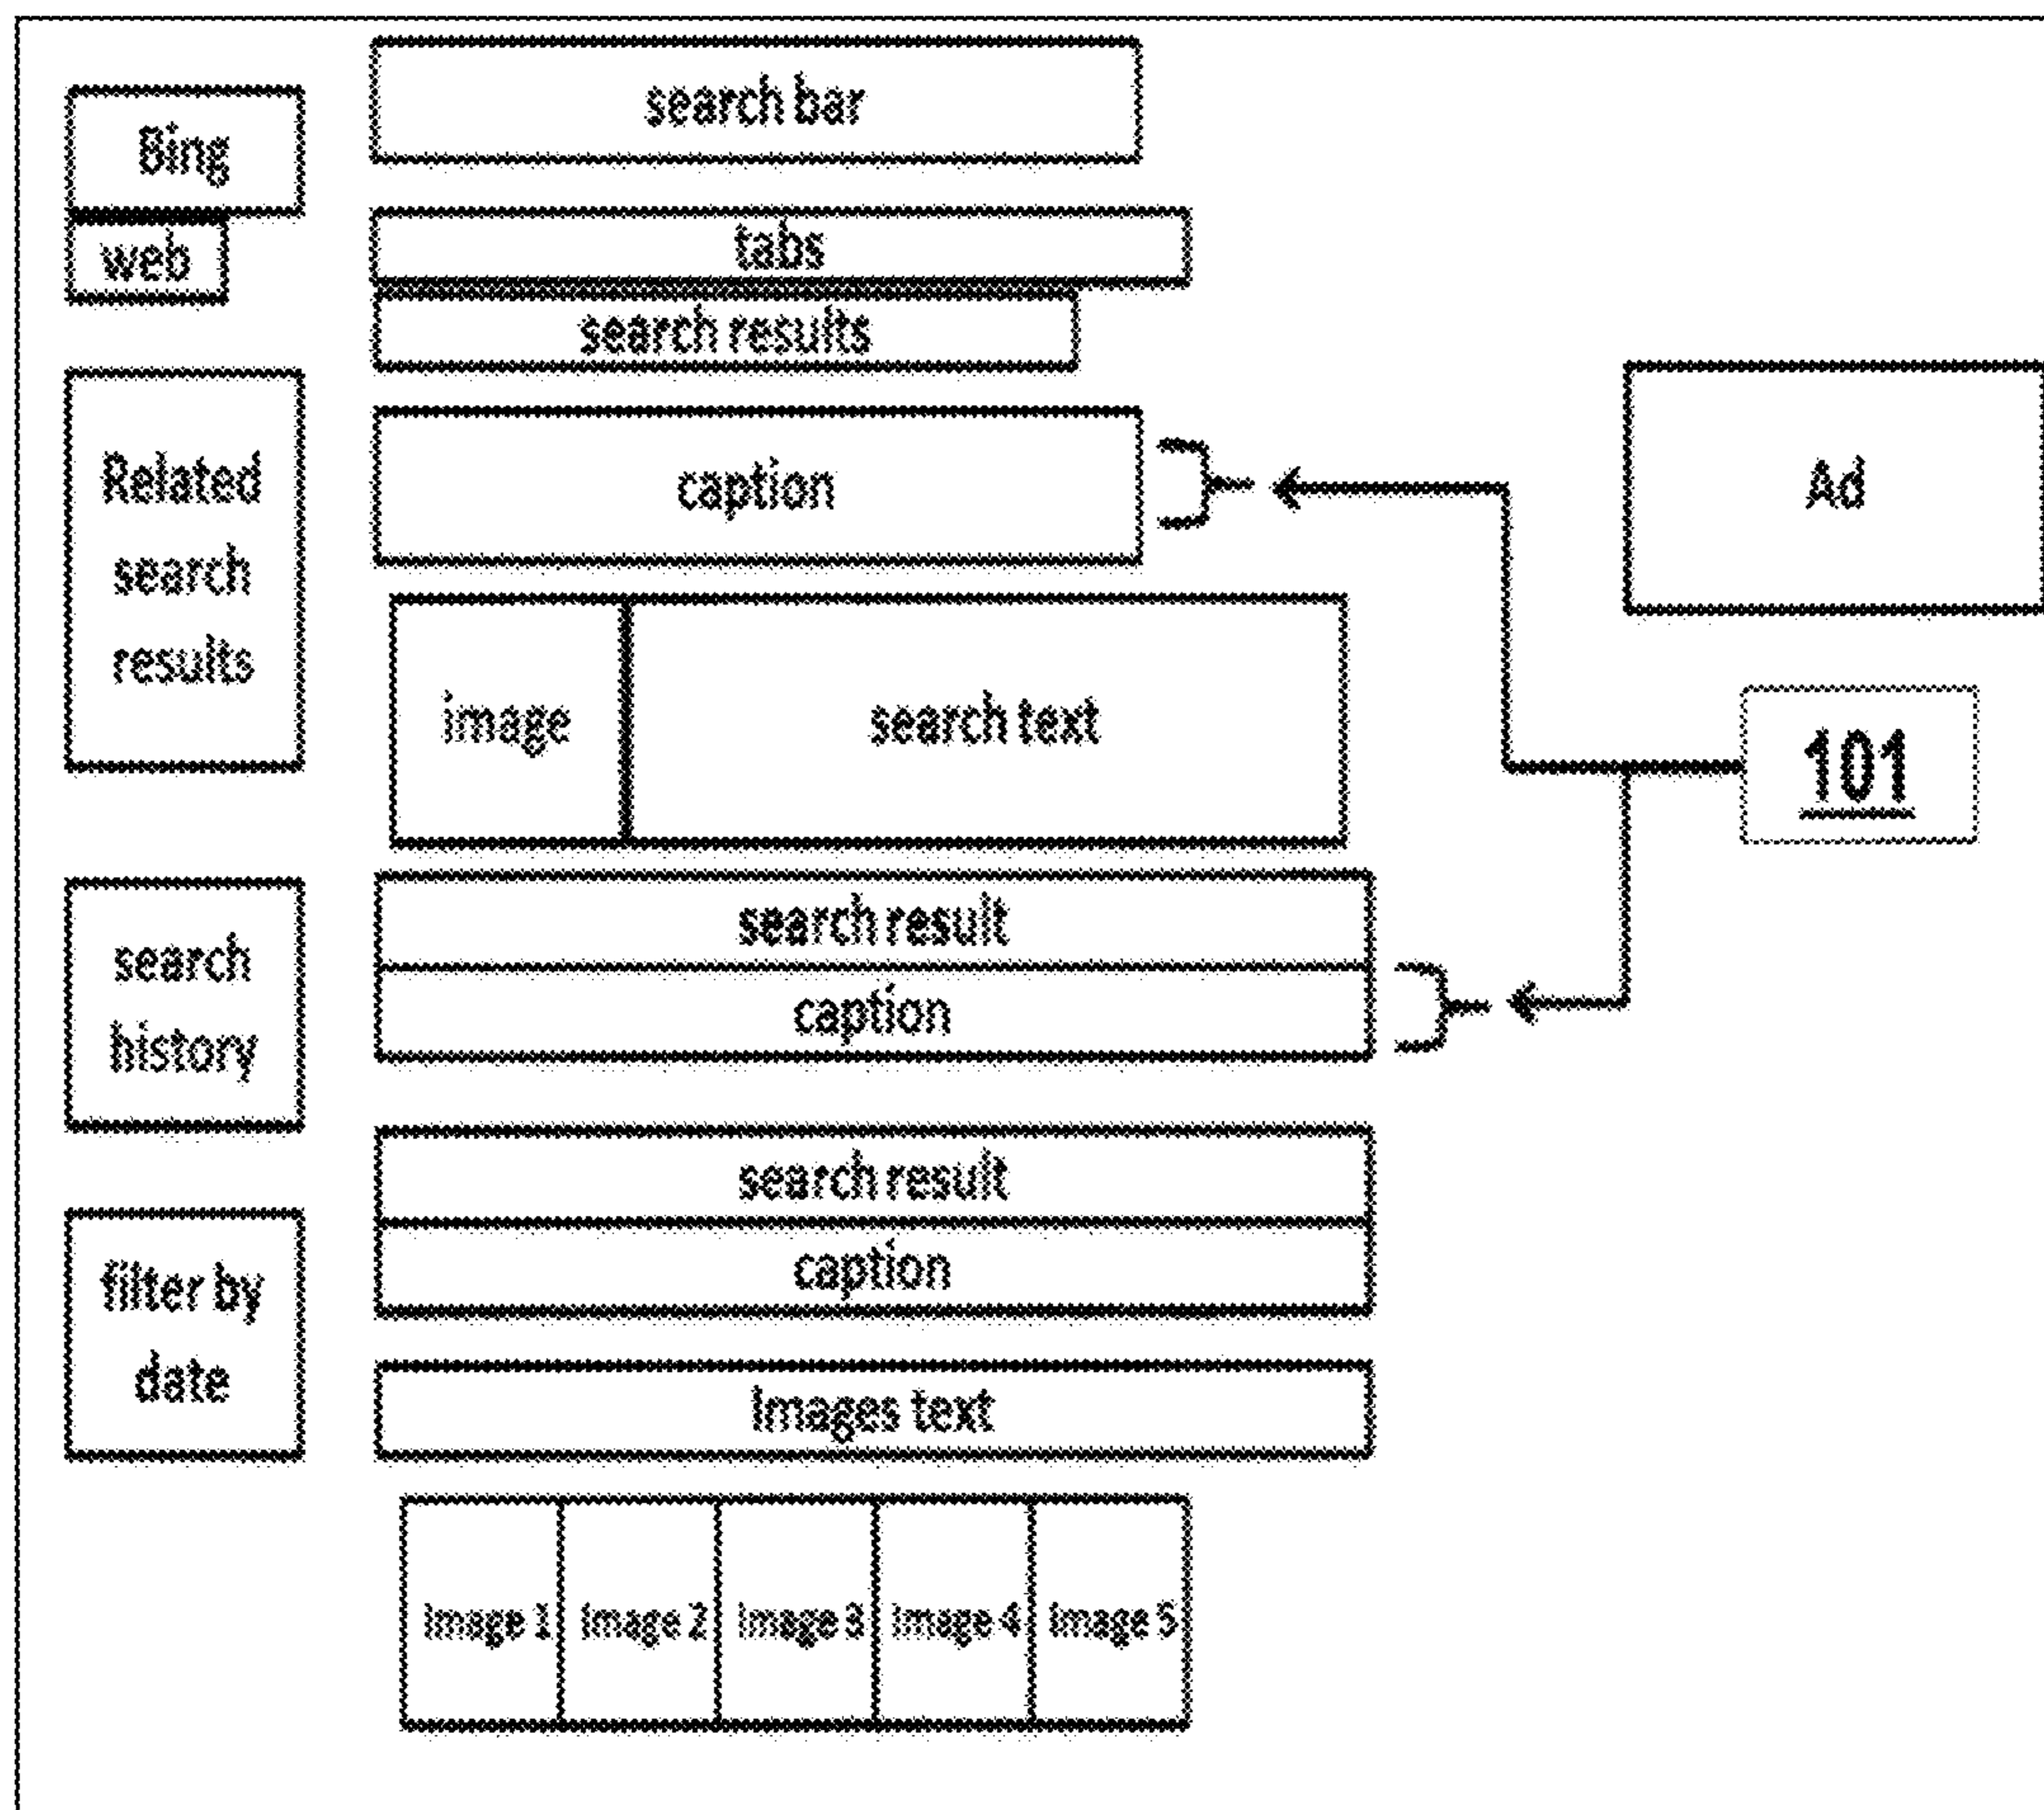 Bing
web
Related
search
results
search
history
filter by
date
search bar
tabs
search results
caption
image
search text
search result
caption
search result
caption
Images text
Image 1
Image 2
Image 3
Image 4
Image 5
Ad
101